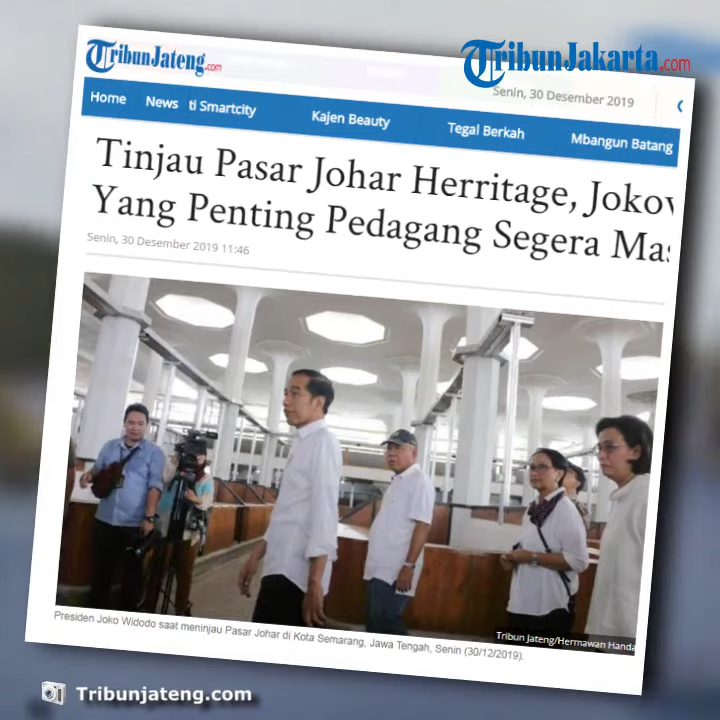 TribunJateng.com
TribunJakarta.com
Senin, 30 Desember 2019
Home News ti Smartcity Kajen Beauty Tegal Berkah Mbangun Batang
Tinjau Pasar Johar Herritage, Jokow
Yang Penting Pedagang Segera Mas
Senin, 30 Desember 2019 11:46
Tribun Jateng/Hermawan Handa
Presiden Joko Widodo saat meninjau Pasar Johar di Kota Semarang, Jawa Tengah, Senin (30/12/2019).
Tribunjateng.com